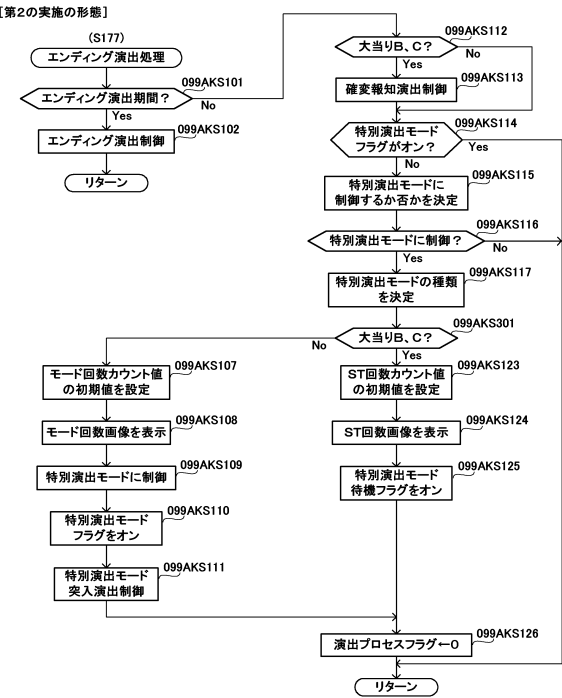 [第2の実施の形態]
(S177)
エンディング演出処理
099AKS101
エンディング演出期間?
No
Yes
099AKS102
エンディング演出制御
リターン
099AKS112
大当りB、C?
No
Yes
099AKS113
確変報知演出制御
099AKS114
特別演出モード
フラグがオン?
Yes
No
099AKS115
特別演出モードに
制御するか否かを決定
099AKS116
特別演出モードに制御?
No
Yes
099AKS117
特別演出モードの種類
を決定
099AKS301
大当りB、C?
No
Yes
099AKS107
モード回数カウント値
の初期値を設定
099AKS108
モード回数画像を表示
099AKS109
特別演出モードに制御
099AKS110
特別演出モード
フラグをオン
099AKS111
特別演出モード
突入演出制御
099AKS123
ST回数カウント値
の初期値を設定
099AKS124
ST回数画像を表示
099AKS125
特別演出モード
待機フラグをオン
099AKS126
演出プロセスフラグ←0
リターン